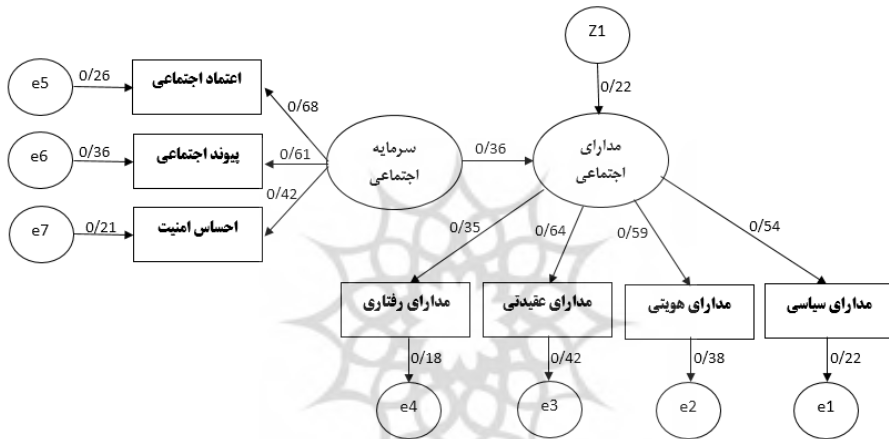 Z1
0/22
e5
0/26
اعتماد اجتماعی
0/68
e6
0/36
پیوند اجتماعی
0/61
سرمایه
اجتماعی
0/36
مدارای
اجتماعی
e7
0/21
احساس امنیت
0/42
0/35
0/64
0/59
0/54
مدارای رفتاری
مدارای عقیدتی
مدارای هویتی
مدارای سیاسی
0/18
0/42
0/38
0/22
e4
e3
e2
e1